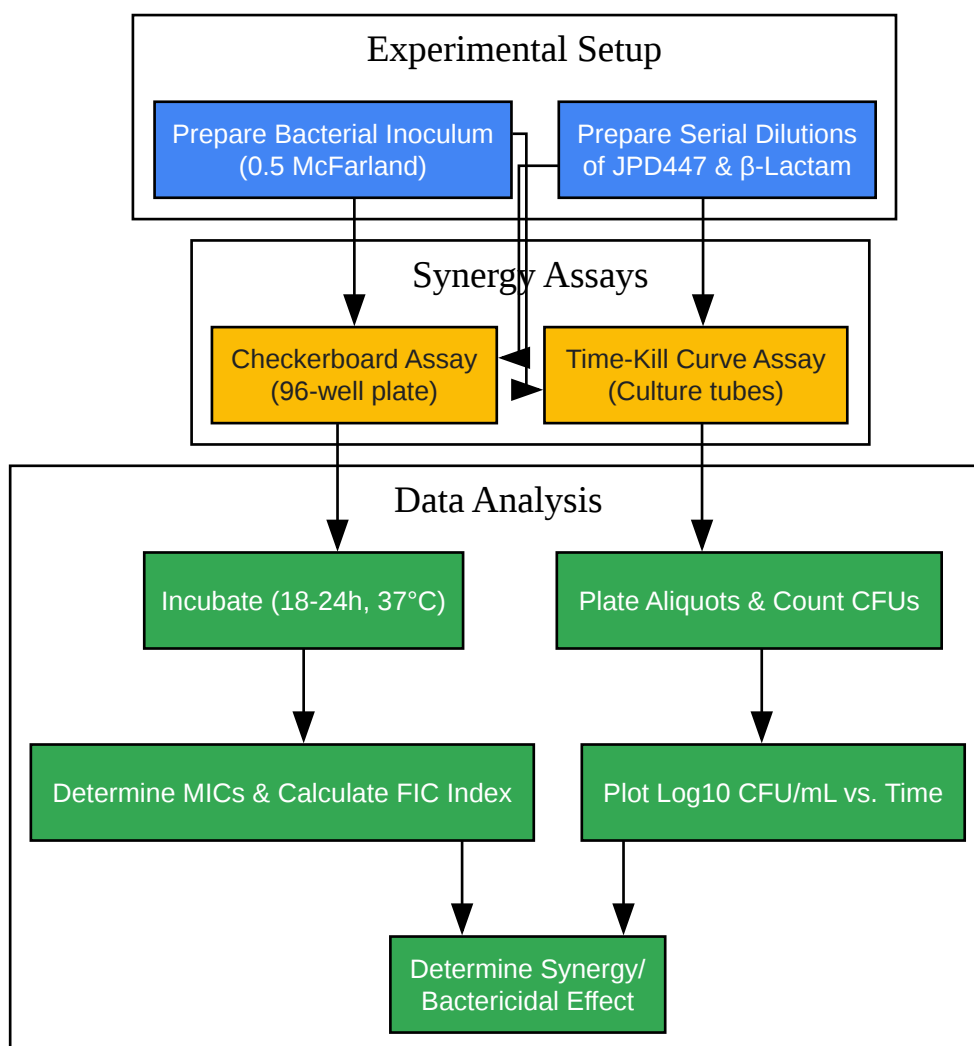 Experimental Setup
Prepare Bacterial Inoculum
(0.5 McFarland)
Prepare Serial Dilutions
of JPD447 & β-Lactam
Synergy Assays
Checkerboard Assay
(96-well plate)
Time-Kill Curve Assay
(Culture tubes)
Data Analysis
Incubate (18-24h, 37°C)
Plate Aliquots & Count CFUs
Determine MICs & Calculate FIC Index
Plot Log10 CFU/mL vs. Time
Determine Synergy/
Bactericidal Effect